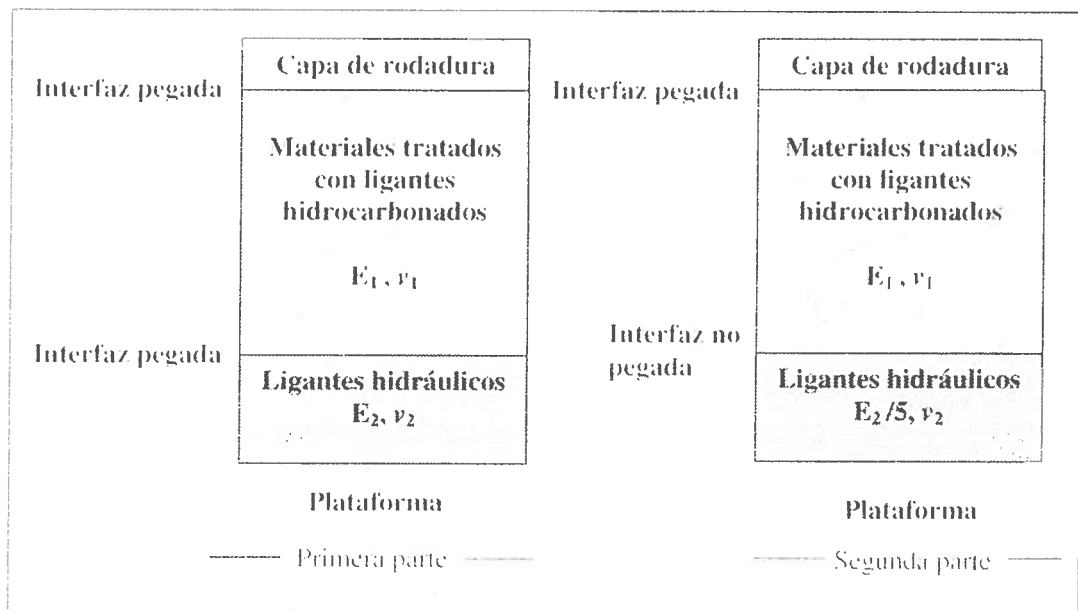 Capa de rodadura
Interfaz pegada
Materiales tratados
con ligantes
hidrocarbonados
E₁ , ν₁
Interfaz pegada
Ligantes hidráulicos
E₂, ν₂
Plataforma
Primera parte
Capa de rodadura
Interfaz pegada
Materiales tratados
con ligantes
hidrocarbonados
E₁ , ν₁
Interfaz no
pegada
Ligantes hidráulicos
E₂/5, ν₂
Plataforma
Segunda parte